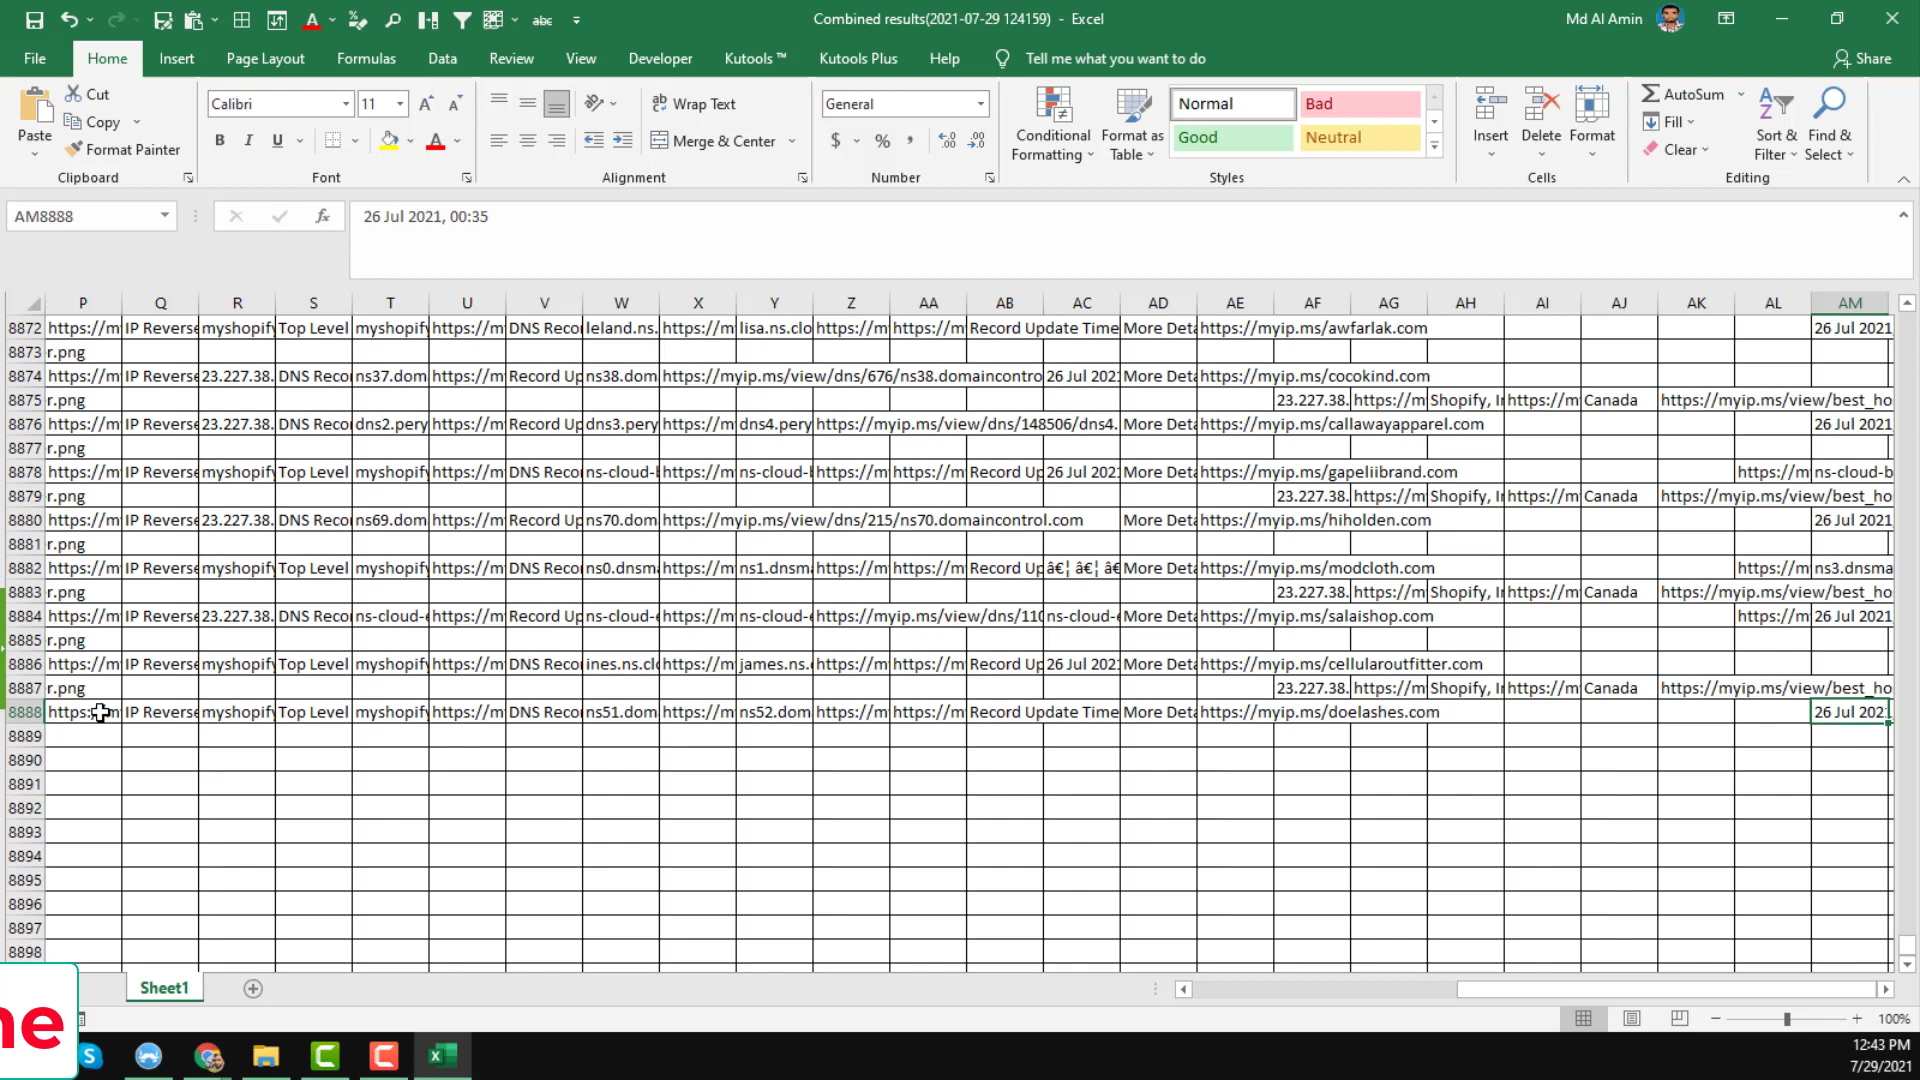 Combined results(2021-07-29 124159) - Excel
Md Al Amin
File Home Insert Page Layout Formulas Data Review View Developer Kutools ™ Kutools Plus Help Tell me what you want to do Share
Paste
Cut
Copy
Format Painter
Clipboard
Calibri 11
B I U
Font
Wrap Text
Merge & Center
Alignment
General
$ % ,
Number
Conditional Formatting
Format as Table
Normal Bad
Good Neutral
Styles
Insert Delete Format
Cells
AutoSum
Fill
Clear
Sort & Filter
Find & Select
Editing
AM8888 fx 26 Jul 2021, 00:35
P Q R S T U V W X Y Z AA AB AC AD AE AF AG AH AI AJ AK AL AM
8872 https://m IP Reverse myshopify Top Level myshopify https://m DNS Reco leland.ns. https://m lisa.ns.clo https://m https://m Record Update Time More Deta https://myip.ms/awfarlak.com 26 Jul 2021
8873 r.png
8874 https://m IP Reverse 23.227.38. DNS Reco ns37.dom https://m Record Up ns38.dom https://myip.ms/view/dns/676/ns38.domaincontro 26 Jul 202 More Deta https://myip.ms/cocokind.com
8875 r.png 23.227.38. https://m Shopify, I https://m Canada https://myip.ms/view/best_ho
8876 https://m IP Reverse 23.227.38. DNS Reco dns2.pery https://m Record Up dns3.pery https://m dns4.pery https://myip.ms/view/dns/148506/dns4. More Deta https://myip.ms/callawayapparel.com 26 Jul 2021
8877 r.png
8878 https://m IP Reverse myshopify Top Level myshopify https://m DNS Reco ns-cloud-b https://m ns-cloud-b https://m https://m Record Up 26 Jul 202 More Deta https://myip.ms/gapeliibrand.com https://m ns-cloud-b
8879 r.png 23.227.38. https://m Shopify, I https://m Canada https://myip.ms/view/best_ho
8880 https://m IP Reverse 23.227.38. DNS Reco ns69.dom https://m Record Up ns70.dom https://myip.ms/view/dns/215/ns70.domaincontrol.com More Deta https://myip.ms/hiholden.com 26 Jul 2021
8881 r.png
8882 https://m IP Reverse myshopify Top Level myshopify https://m DNS Reco ns0.dnsm https://m ns1.dnsm https://m https://m Record Up â€¦ â€¦ â€ More Deta https://myip.ms/modcloth.com https://m ns3.dnsma
8883 r.png 23.227.38. https://m Shopify, I https://m Canada https://myip.ms/view/best_ho
8884 https://m IP Reverse 23.227.38. DNS Reco ns-cloud-e https://m Record Up ns-cloud-e https://m ns-cloud-e https://myip.ms/view/dns/110 ns-cloud-e More Deta https://myip.ms/salaishop.com https://m 26 Jul 2021
8885 r.png
8886 https://m IP Reverse myshopify Top Level myshopify https://m DNS Reco ines.ns.cl https://m james.ns. https://m https://m Record Up 26 Jul 202 More Deta https://myip.ms/cellularoutfitter.com
8887 r.png 23.227.38. https://m Shopify, I https://m Canada https://myip.ms/view/best_ho
8888 https: IP Reverse myshopify Top Level myshopify https://m DNS Reco ns51.dom https://m ns52.dom https://m https://m Record Update Time More Deta https://myip.ms/doelashes.com 26 Jul 202
8889
8890
8891
8892
8893
8894
8895
8896
8897
8898
Sheet1
100%
ne
12:43 PM
7/29/2021